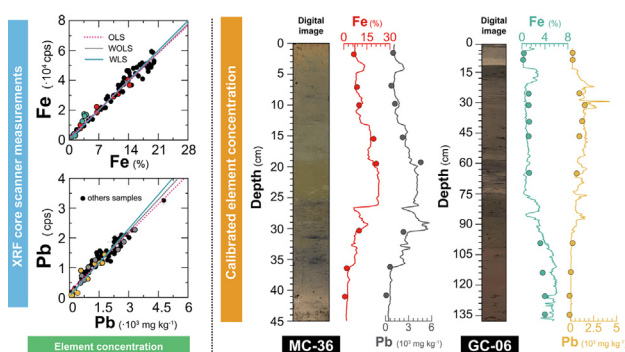 XRF core scanner measurements
Fe (·10⁴ cps)
8
6
4
2
0
OLS
WOLS
WLS
0 7 14 21 28
Fe (%)
Pb (cps)
4
3
2
1
0
others samples
0 1.5 3 4.5 6
Pb (·10³ mg kg⁻¹)
Element concentration
Calibrated element concentration
Digital image
Fe (%)
0 15 30
Depth (cm)
0
5
10
15
20
25
30
35
40
45
0 3 6
Pb (10³ mg kg⁻¹)
MC-36
Digital image
Fe (%)
0 4 8
Depth (cm)
0
15
30
45
60
75
90
105
120
135
0 2.5 5
Pb (10³ mg kg⁻¹)
GC-06